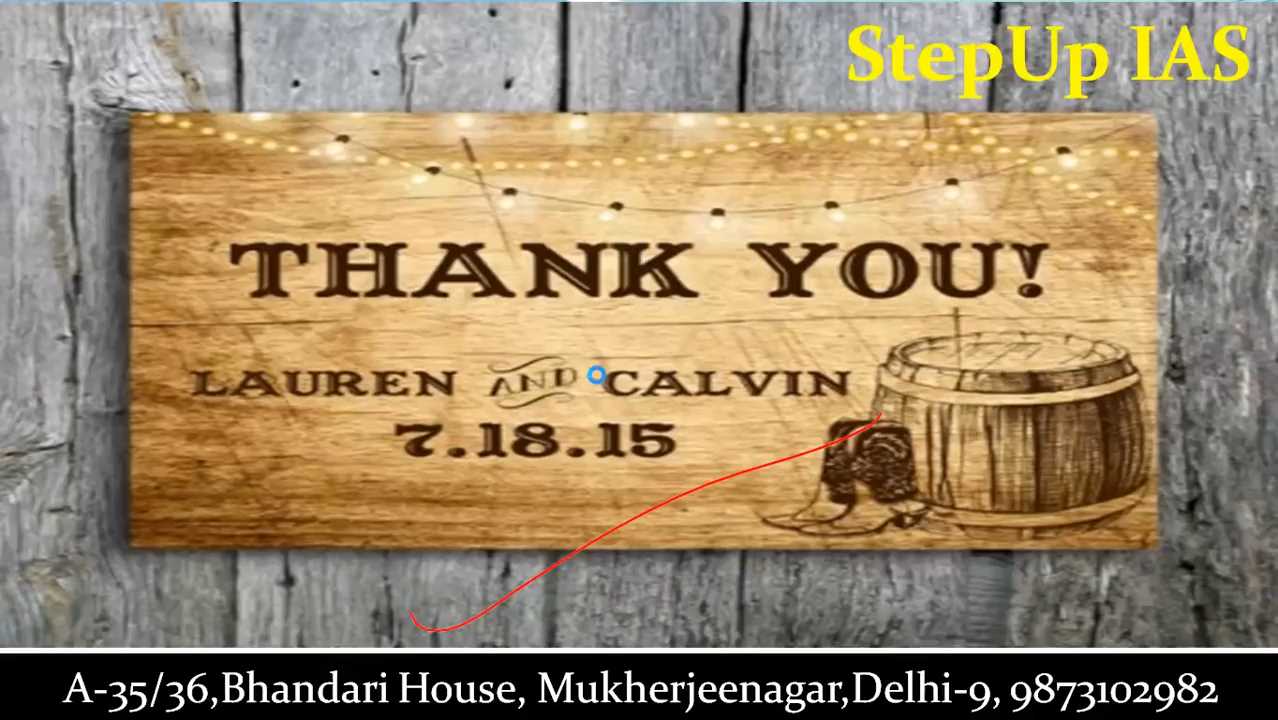 StepUp IAS
THANK YOU!
LAUREN AND CALVIN
7.18.15
A-35/36,Bhandari House, Mukherjeenagar,Delhi-9, 9873102982